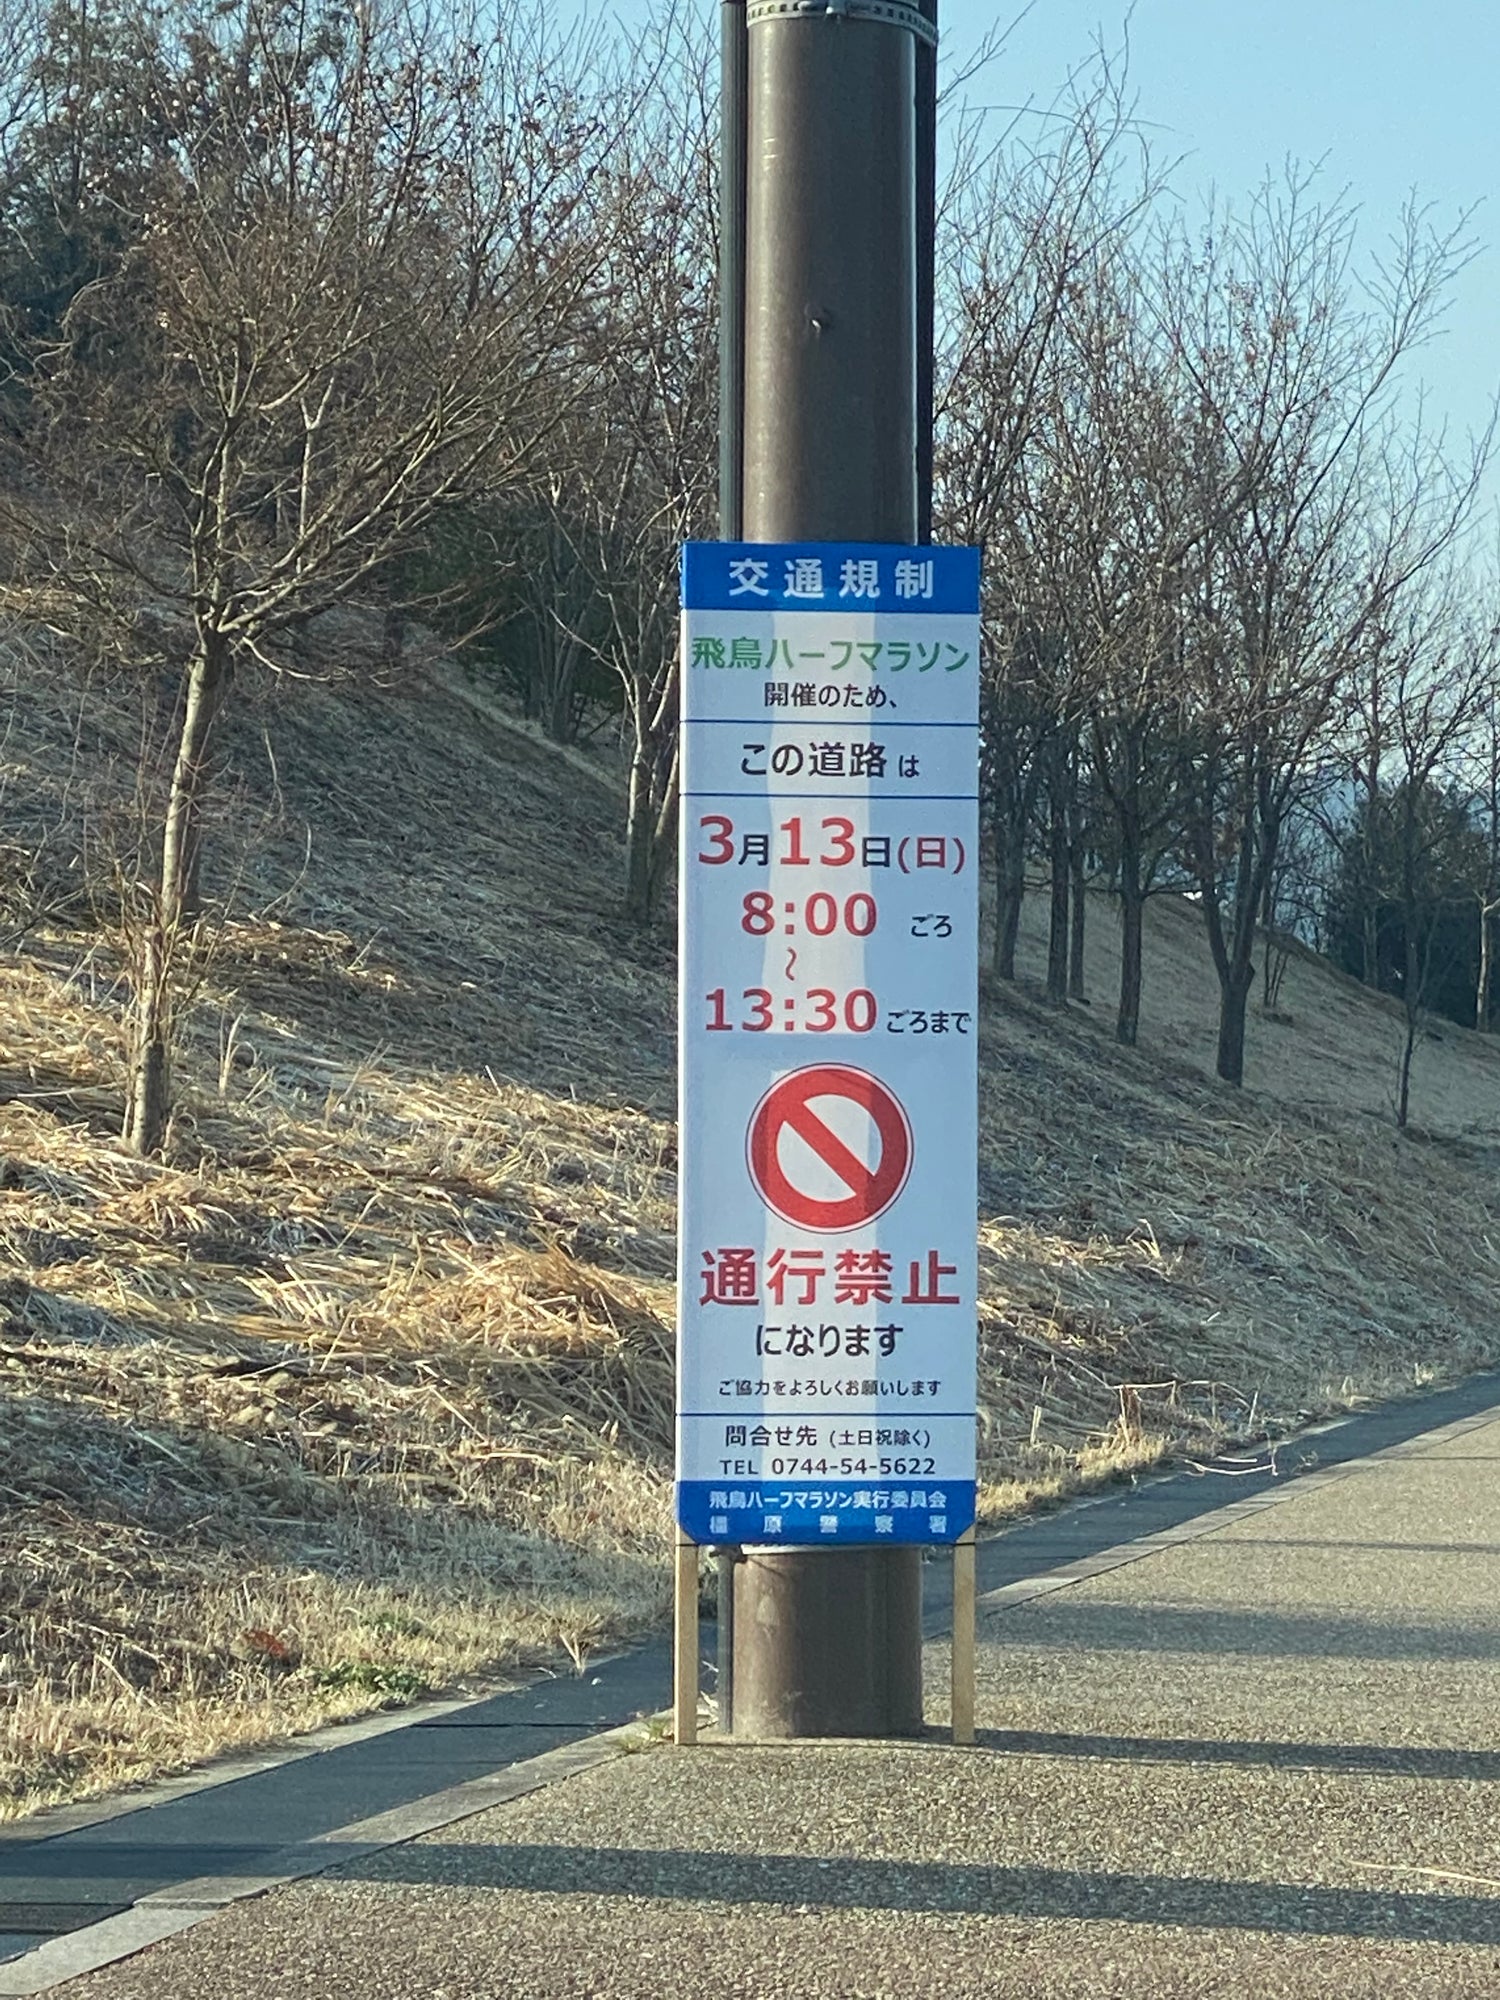 交通規制
飛鳥ハーフマラソン
開催のため、
この道路は
3月13日(日)
8:00 ごろ
〜
13:30 ごろまで
通行禁止
になります
ご協力をよろしくお願いします
問合せ先 (土日祝除く)
TEL 0744-54-5622
飛鳥ハーフマラソン実行委員会
橿原警察署